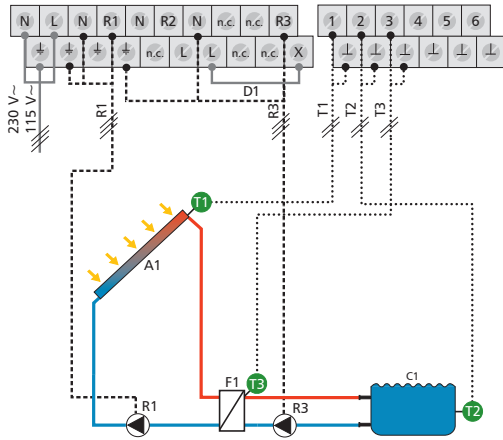 N L N R1 N R2 N n.c. n.c. R3
n.c. L L n.c. n.c. X
1 2 3 4 5 6
D1
230 V~
115 V~
R1
R3
T1
T2
T3
T1
A1
F1
T3
C1
T2
R1
R3